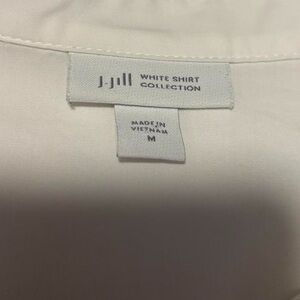 J.Jill WHITE SHIRT
COLLECTION
MADE IN
VIETNAM
M